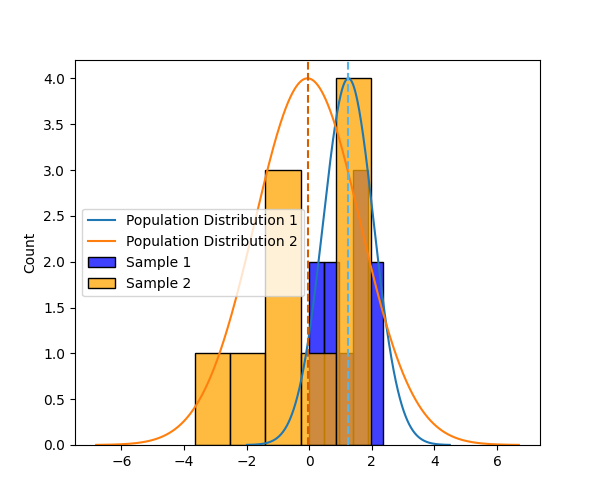 4.0
3.5
3.0
2.5
2.0
1.5
1.0
0.5
0.0
Count
Population Distribution 1
Population Distribution 2
Sample 1
Sample 2
−6 −4 −2 0 2 4 6